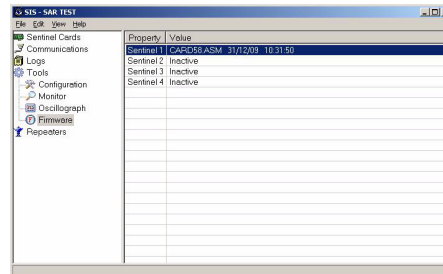 SIS - SAR TEST
File Edit View Help
Sentinel Cards
Communications
Logs
Tools
Configuration
Monitor
Oscillograph
Firmware
Repeaters
Property Value
Sentinel 1 CARD58.ASM 31/12/09 10:31:50
Sentinel 2 Inactive
Sentinel 3 Inactive
Sentinel 4 Inactive